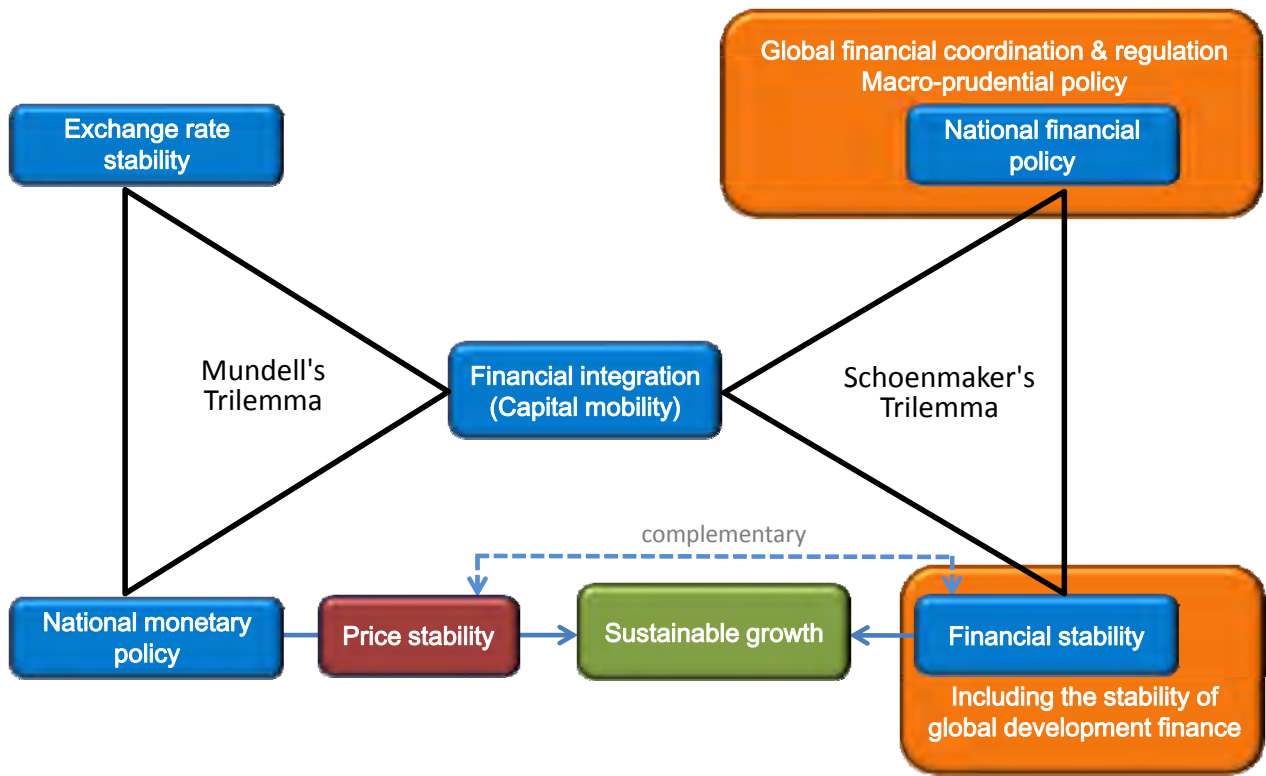 Global financial coordination & regulation
Macro-prudential policy
Exchange rate
stability
National financial
policy
Mundell's
Trilemma
Financial integration
(Capital mobility)
Schoenmaker's
Trilemma
complementary
National monetary
policy
Price stability
Sustainable growth
Financial stability
Including the stability of
global development finance